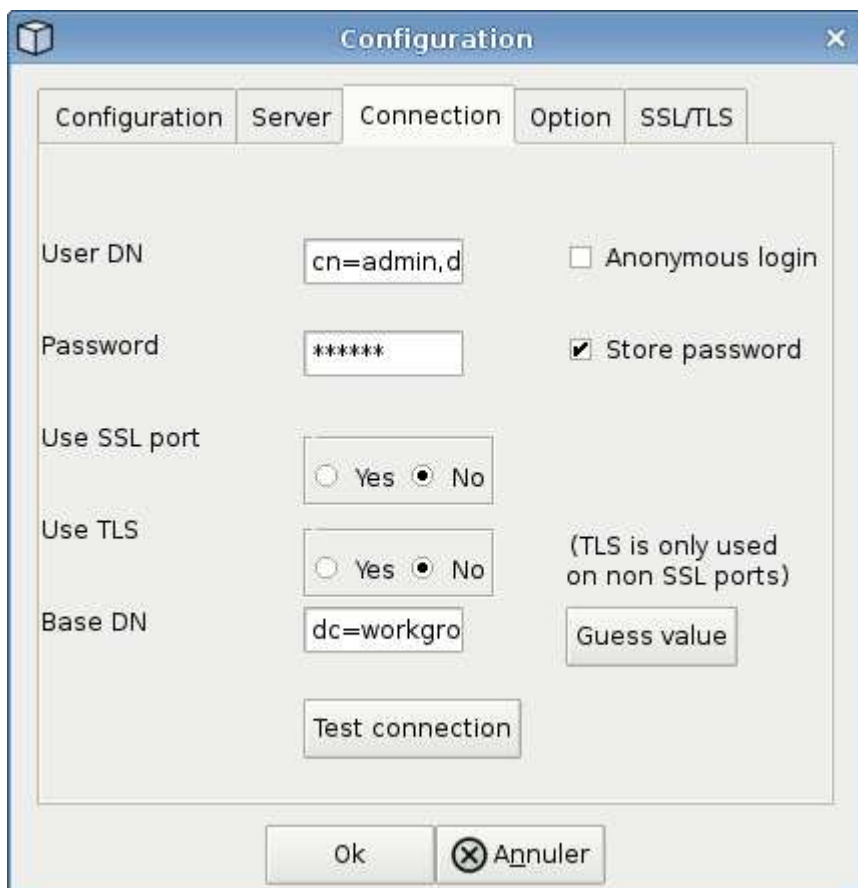 Configuration
Configuration Server Connection Option SSL/TLS
User DN cn=admin,d Anonymous login
Password ****** Store password
Use SSL port
Yes No
Use TLS
Yes No
(TLS is only used
on non SSL ports)
Base DN dc=workgro Guess value
Test connection
Ok Annuler